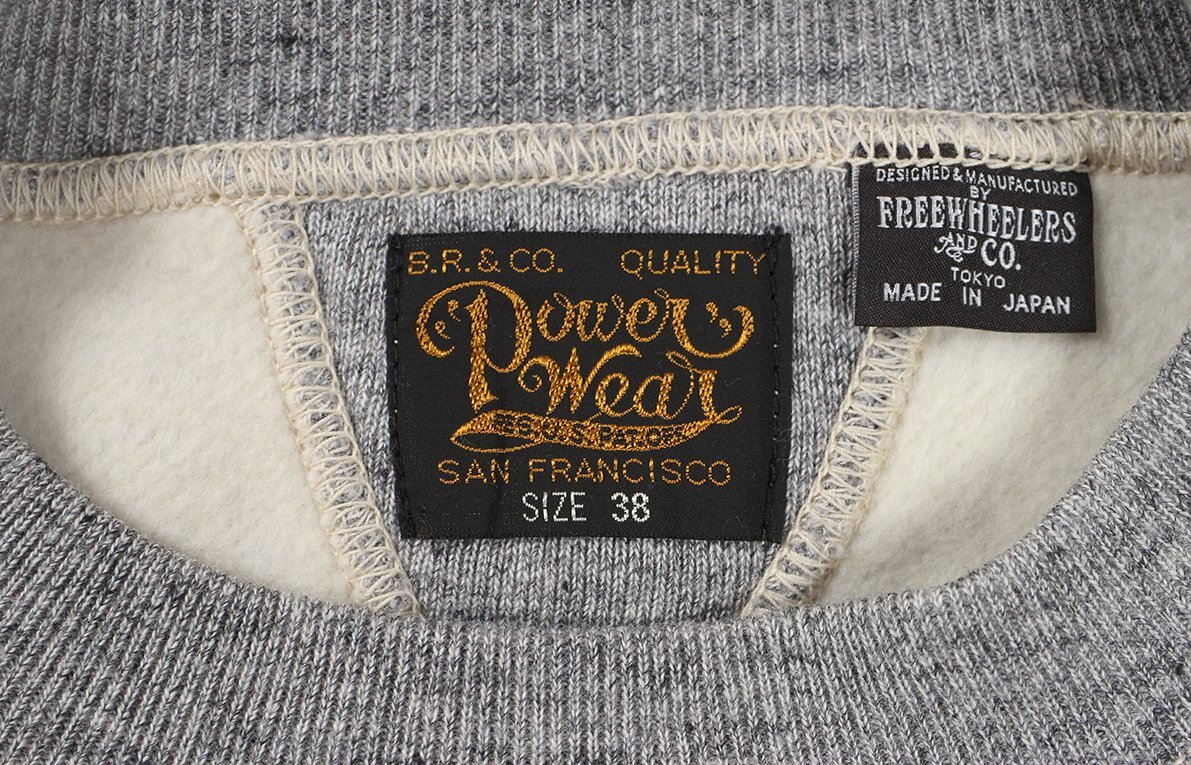 B.R. & CO. QUALITY
Power
Wear
SAN FRANCISCO
SIZE 38
DESIGNED & MANUFACTURED
BY
FREEWHEELERS
AND
CO.
TOKYO
MADE IN JAPAN